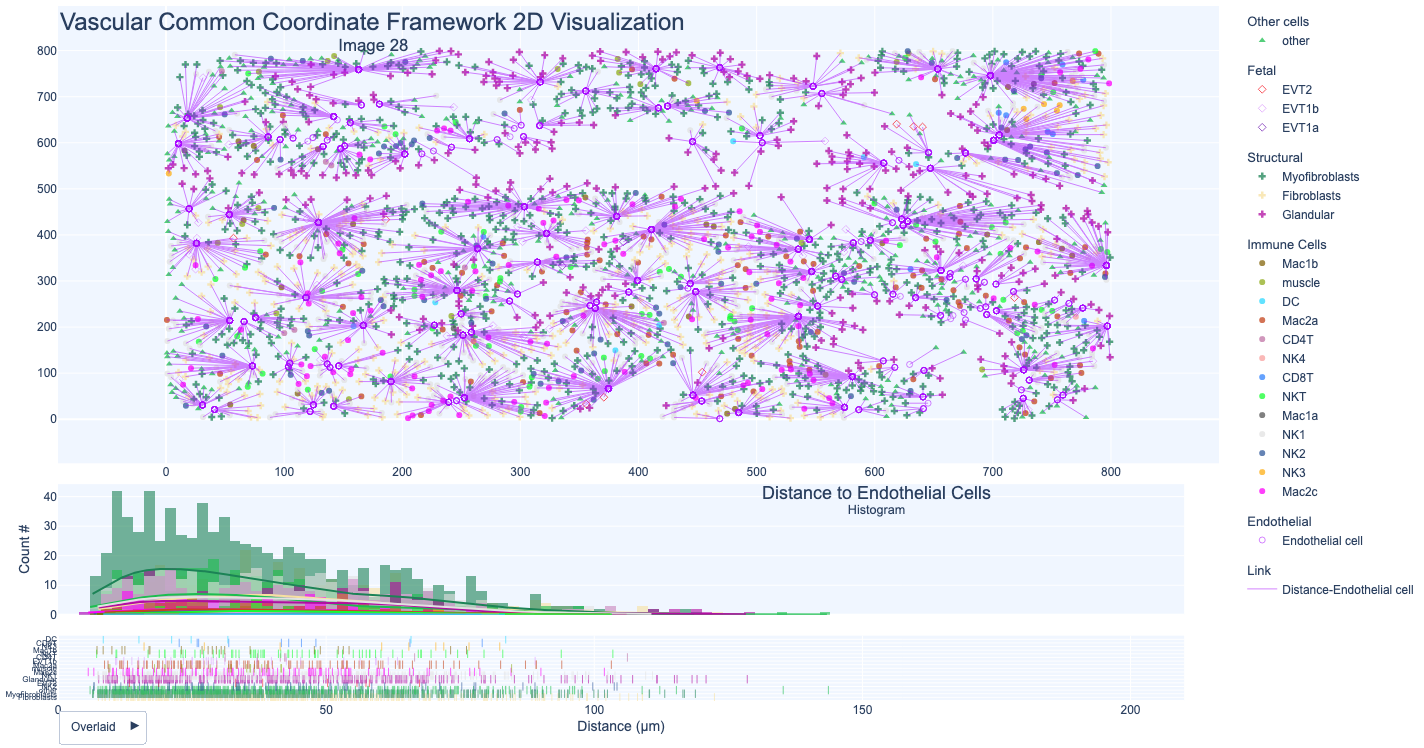 Vascular Common Coordinate Framework 2D Visualization
Image 28
800
700
600
500
400
300
200
100
0
0 100 200 300 400 500 600 700 800
Other cells
other
Fetal
EVT2
EVT1b
EVT1a
Structural
Myofibroblasts
Fibroblasts
Glandular
Immune Cells
Mac1b
muscle
DC
Mac2a
CD4T
NK4
CD8T
NKT
Mac1a
NK1
NK2
NK3
Mac2c
Endothelial
Endothelial cell
Link
Distance-Endothelial cell
Distance to Endothelial Cells
Histogram
Count #
40
30
20
10
0
DC
Glandular
Myofibroblasts
Fibroblasts
0 50 100 150 200
Distance (μm)
Overlaid ►